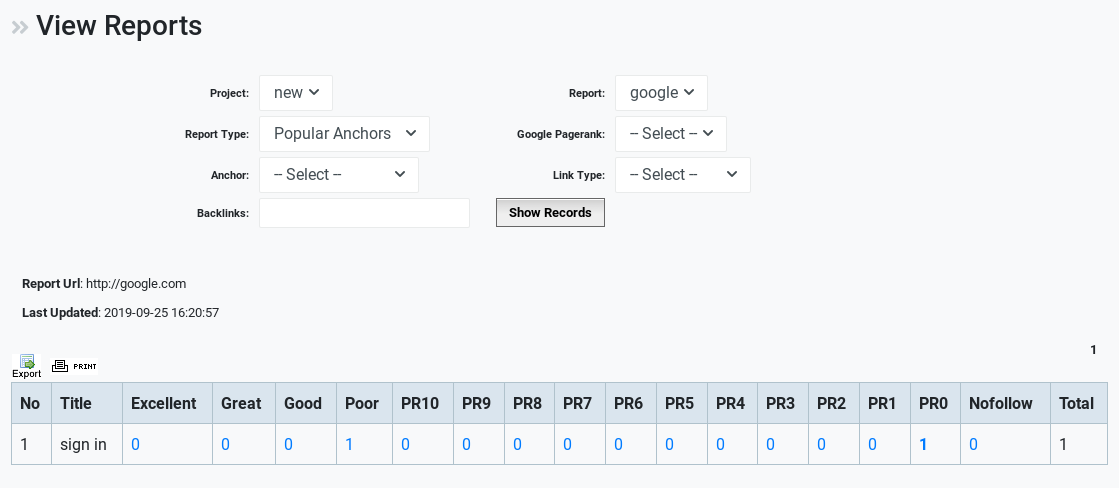 » View Reports
Project: new Report: google
Report Type: Popular Anchors Google Pagerank: -- Select --
Anchor: -- Select -- Link Type: -- Select --
Backlinks: Show Records
Report Url: http://google.com
Last Updated: 2019-09-25 16:20:57
1
Export PRINT
No Title Excellent Great Good Poor PR10 PR9 PR8 PR7 PR6 PR5 PR4 PR3 PR2 PR1 PR0 Nofollow Total
1 sign in 0 0 0 1 0 0 0 0 0 0 0 0 0 0 1 0 1